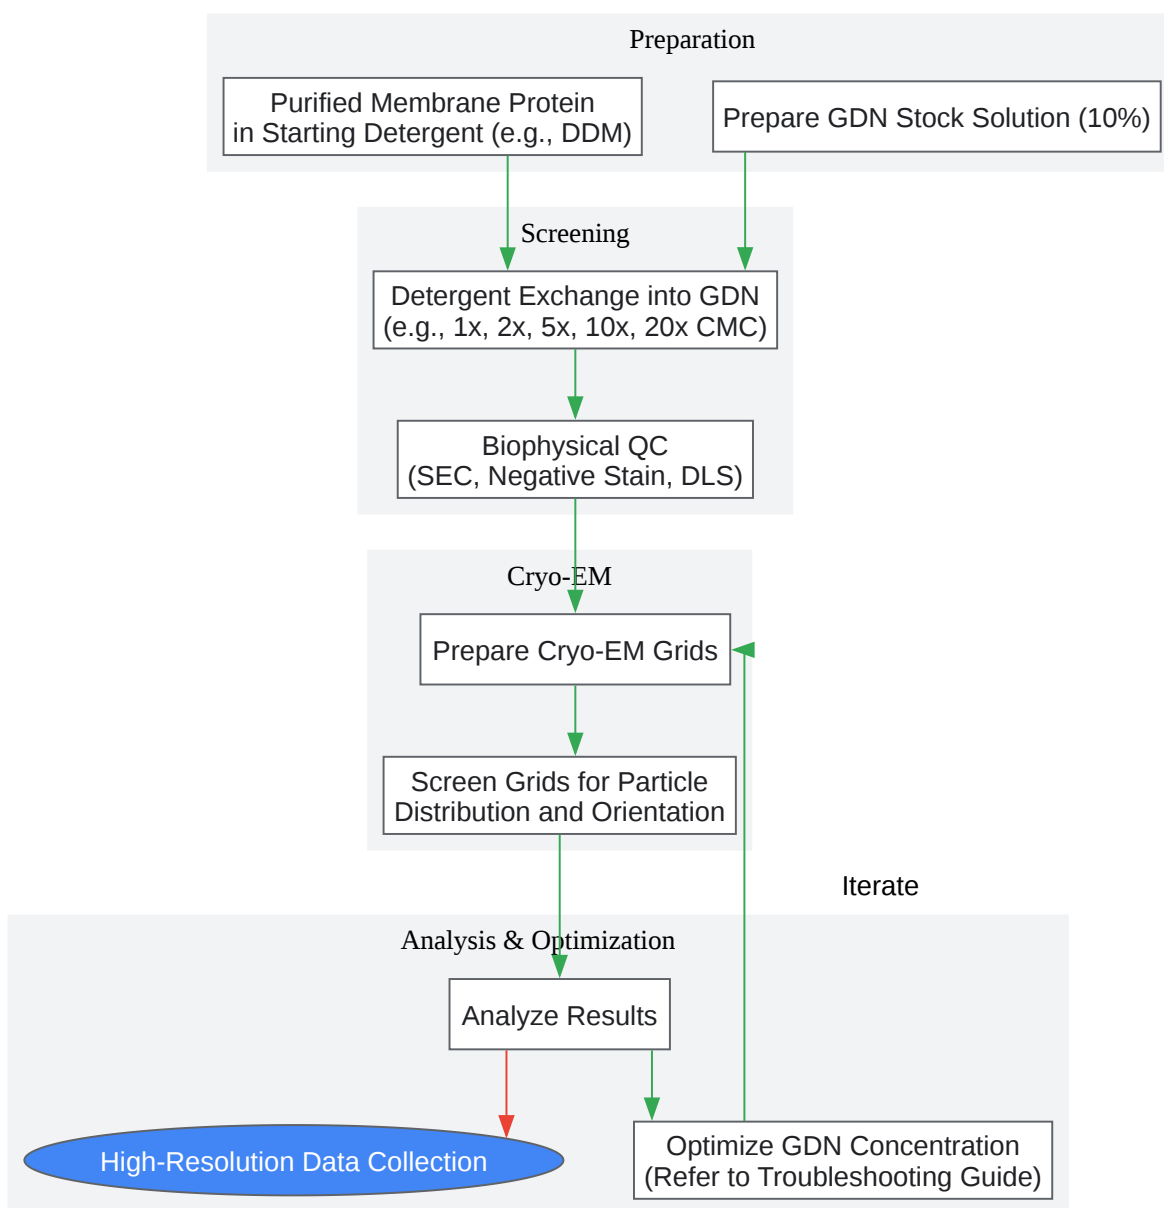 Preparation
Purified Membrane Protein
in Starting Detergent (e.g., DDM)
Prepare GDN Stock Solution (10%)
Screening
Detergent Exchange into GDN
(e.g., 1x, 2x, 5x, 10x, 20x CMC)
Biophysical QC
(SEC, Negative Stain, DLS)
Cryo-EM
Prepare Cryo-EM Grids
Screen Grids for Particle
Distribution and Orientation
Iterate
Analysis & Optimization
Analyze Results
High-Resolution Data Collection
Optimize GDN Concentration
(Refer to Troubleshooting Guide)